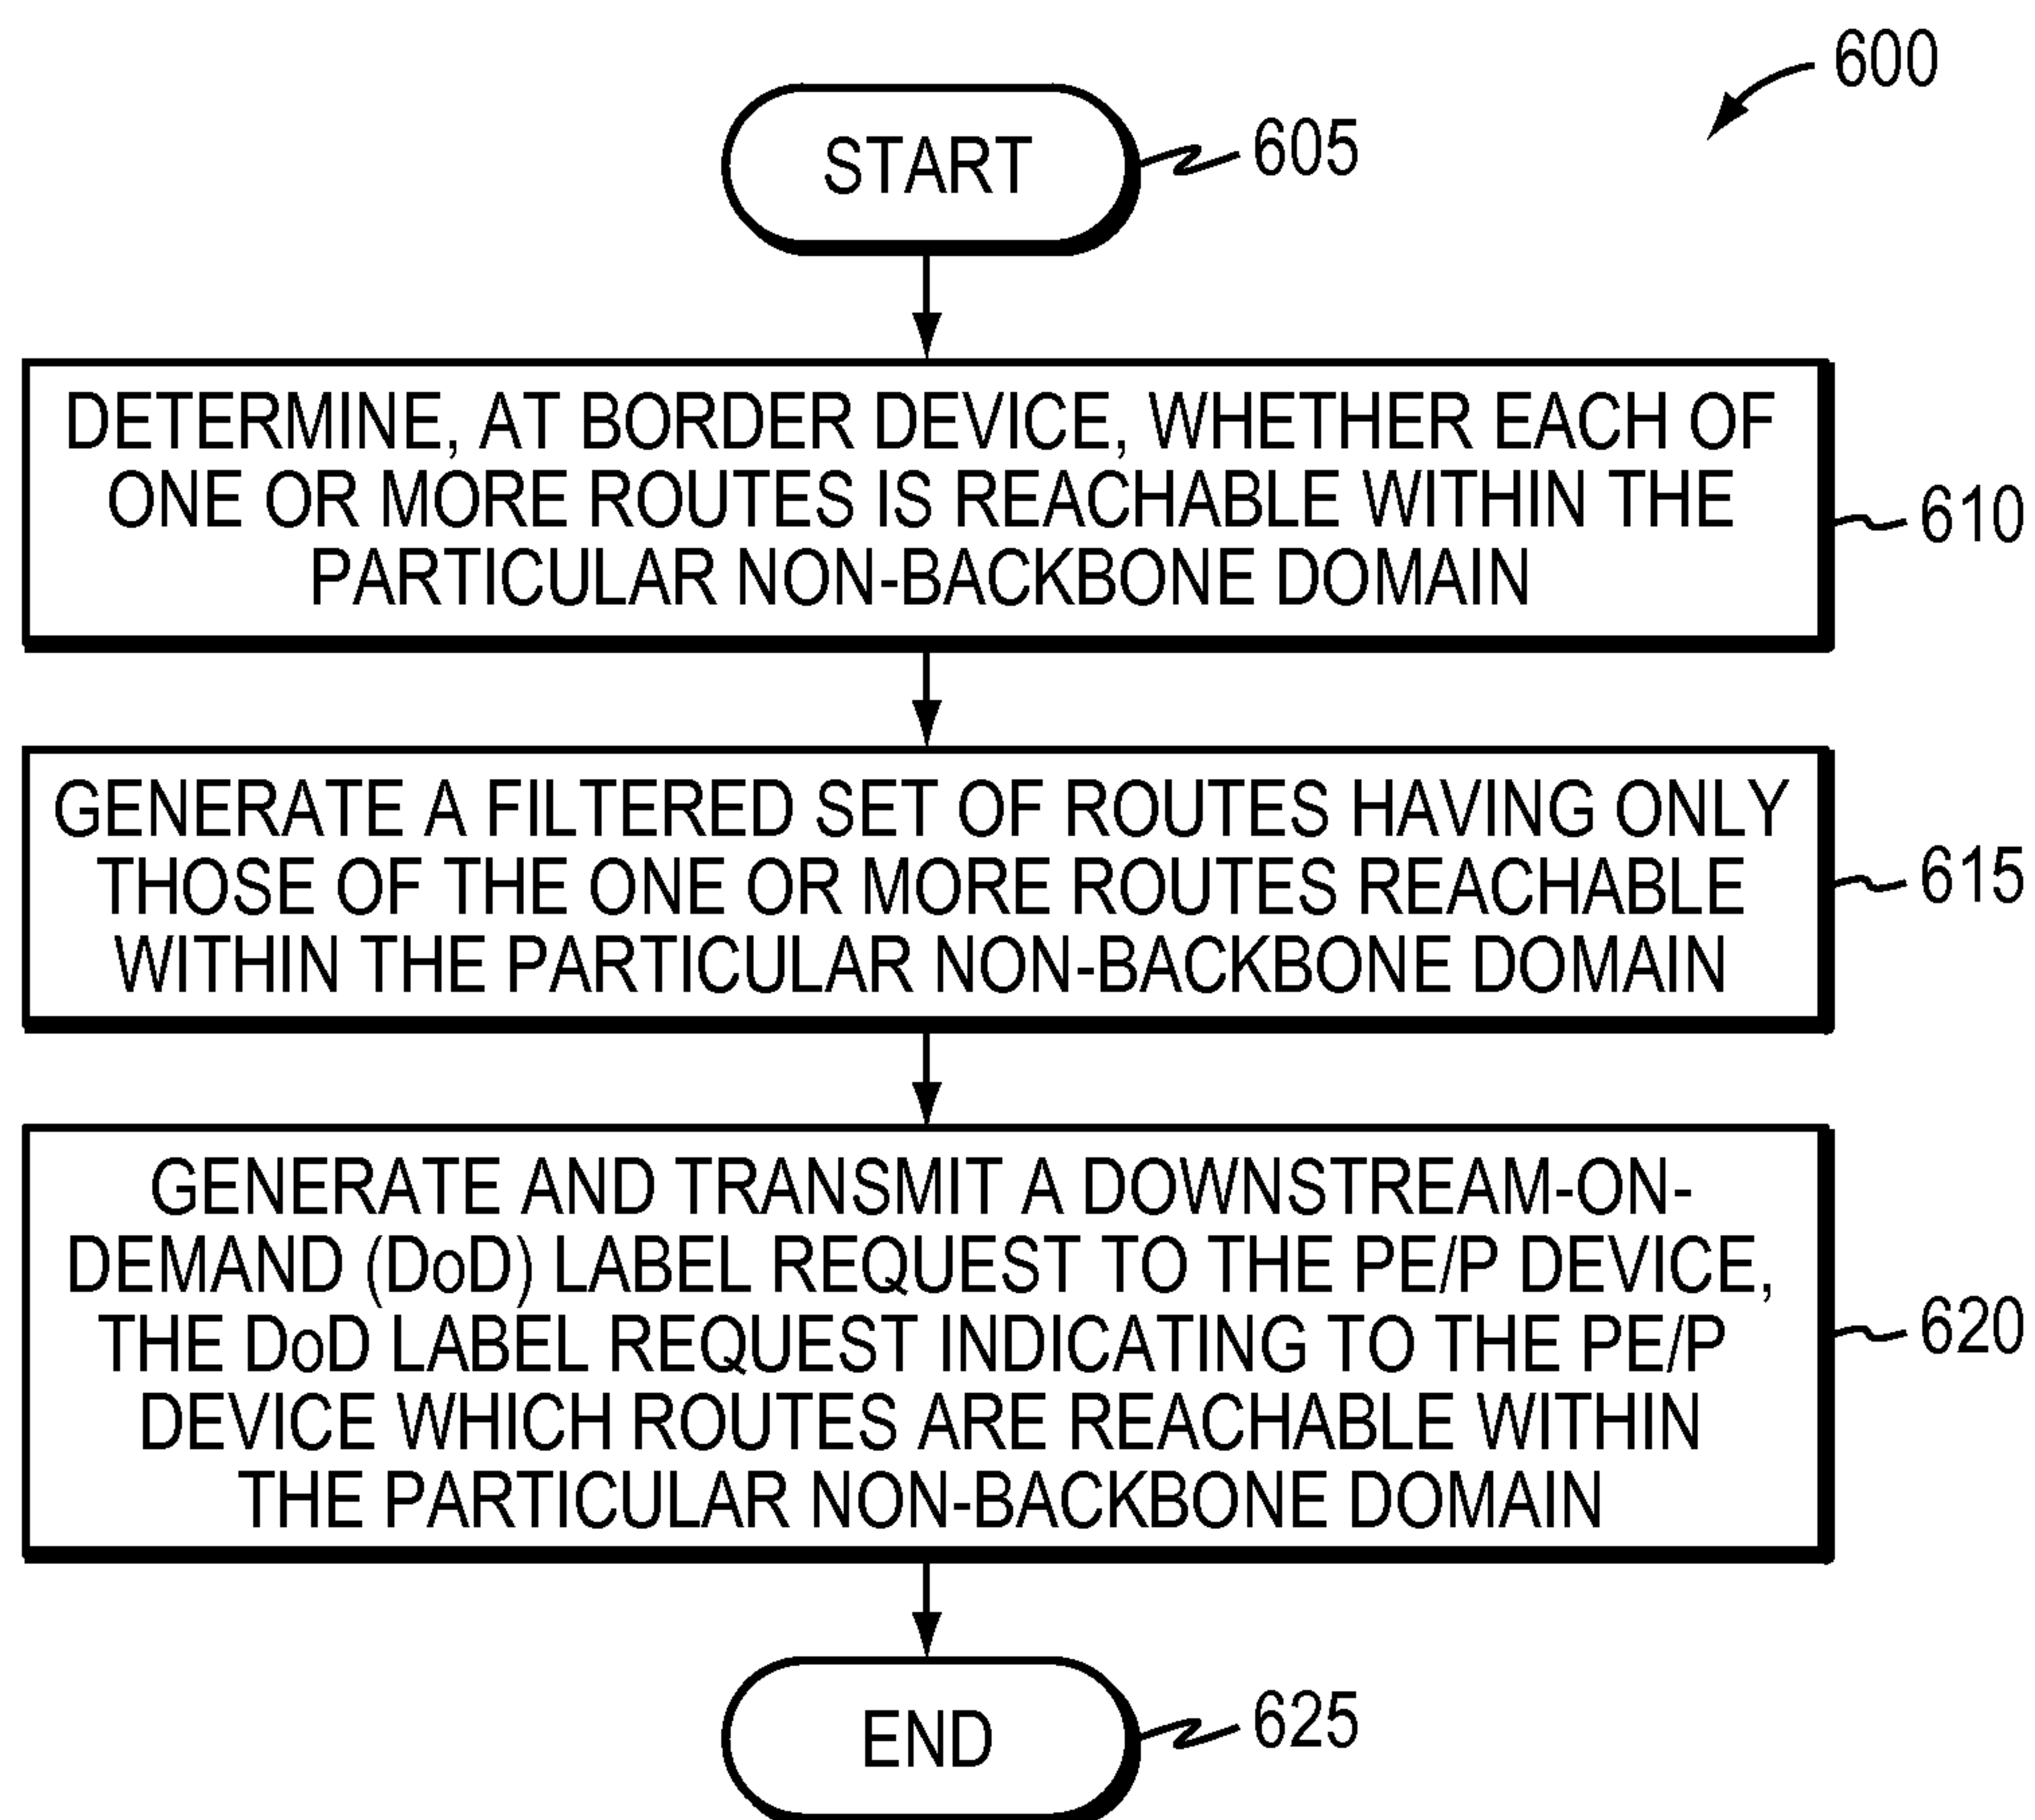 600
START
605
DETERMINE, AT BORDER DEVICE, WHETHER EACH OF
ONE OR MORE ROUTES IS REACHABLE WITHIN THE
PARTICULAR NON-BACKBONE DOMAIN
610
GENERATE A FILTERED SET OF ROUTES HAVING ONLY
THOSE OF THE ONE OR MORE ROUTES REACHABLE
WITHIN THE PARTICULAR NON-BACKBONE DOMAIN
615
GENERATE AND TRANSMIT A DOWNSTREAM-ON-
DEMAND (DoD) LABEL REQUEST TO THE PE/P DEVICE,
THE DoD LABEL REQUEST INDICATING TO THE PE/P
DEVICE WHICH ROUTES ARE REACHABLE WITHIN
THE PARTICULAR NON-BACKBONE DOMAIN
620
END
625